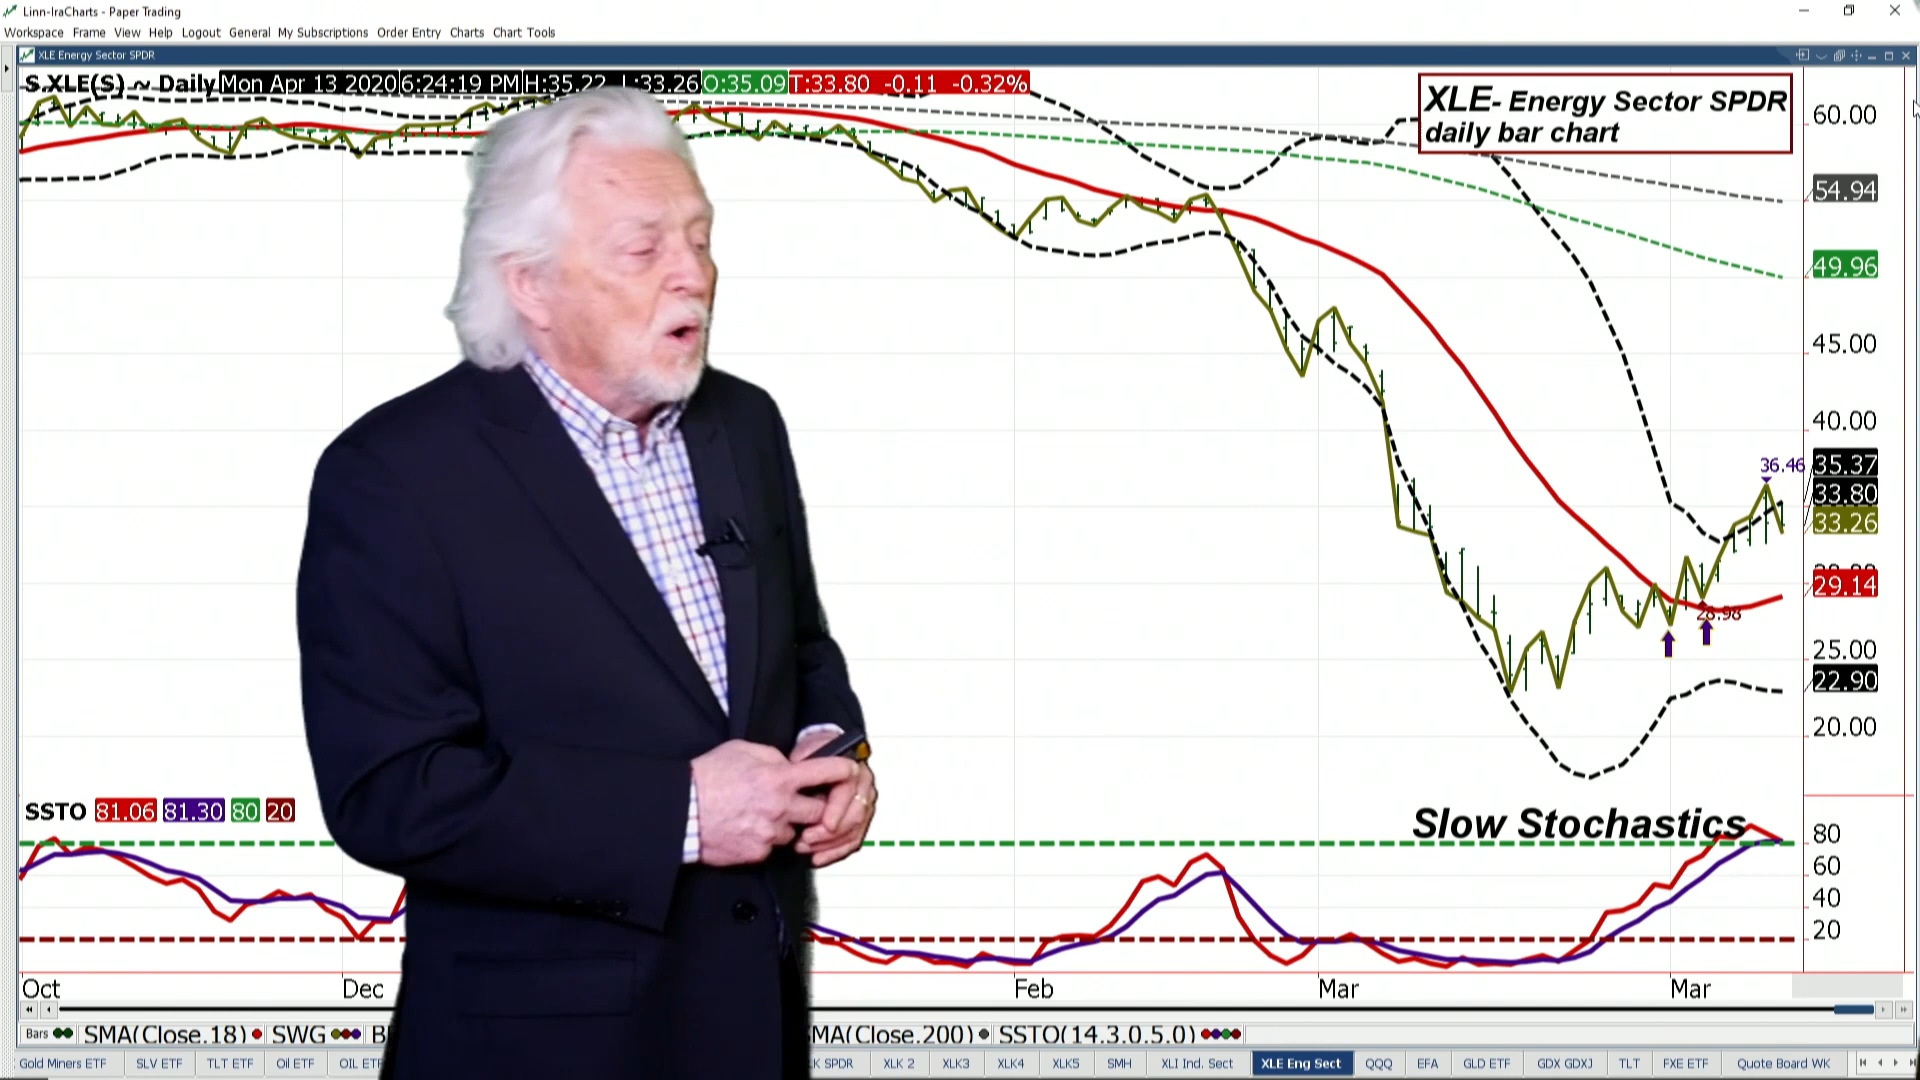 Linn-IraCharts - Paper Trading
Workspace Frame View Help Logout General My Subscriptions Order Entry Charts Chart Tools
XLE Energy Sector SPDR
S.XLE(S) ~ Daily Mon Apr 13 2020 6:24:19 PM H:35.22 L:33.26 O:35.09 T:33.80 -0.11 -0.32%
XLE- Energy Sector SPDR
daily bar chart
60.00
54.94
49.96
45.00
40.00
36.46 35.37
33.80
33.26
29.14
28.98
25.00
22.90
20.00
SSTO 81.06 81.30 80 20
Slow Stochastics
80
60
40
20
Oct Dec Feb Mar Mar
Bars SMA(Close,18) SWG MA(Close,200) SSTO(14,3,0,5,0)
Gold Miners ETF SLV ETF TLT ETF Oil ETF OIL ETF SPDR XLK 2 XLK3 XLK4 XLK5 SMH XLI Ind. Sect XLE Eng Sect QQQ EFA GLD ETF GDX GDXJ TLT FXE ETF Quote Board WK